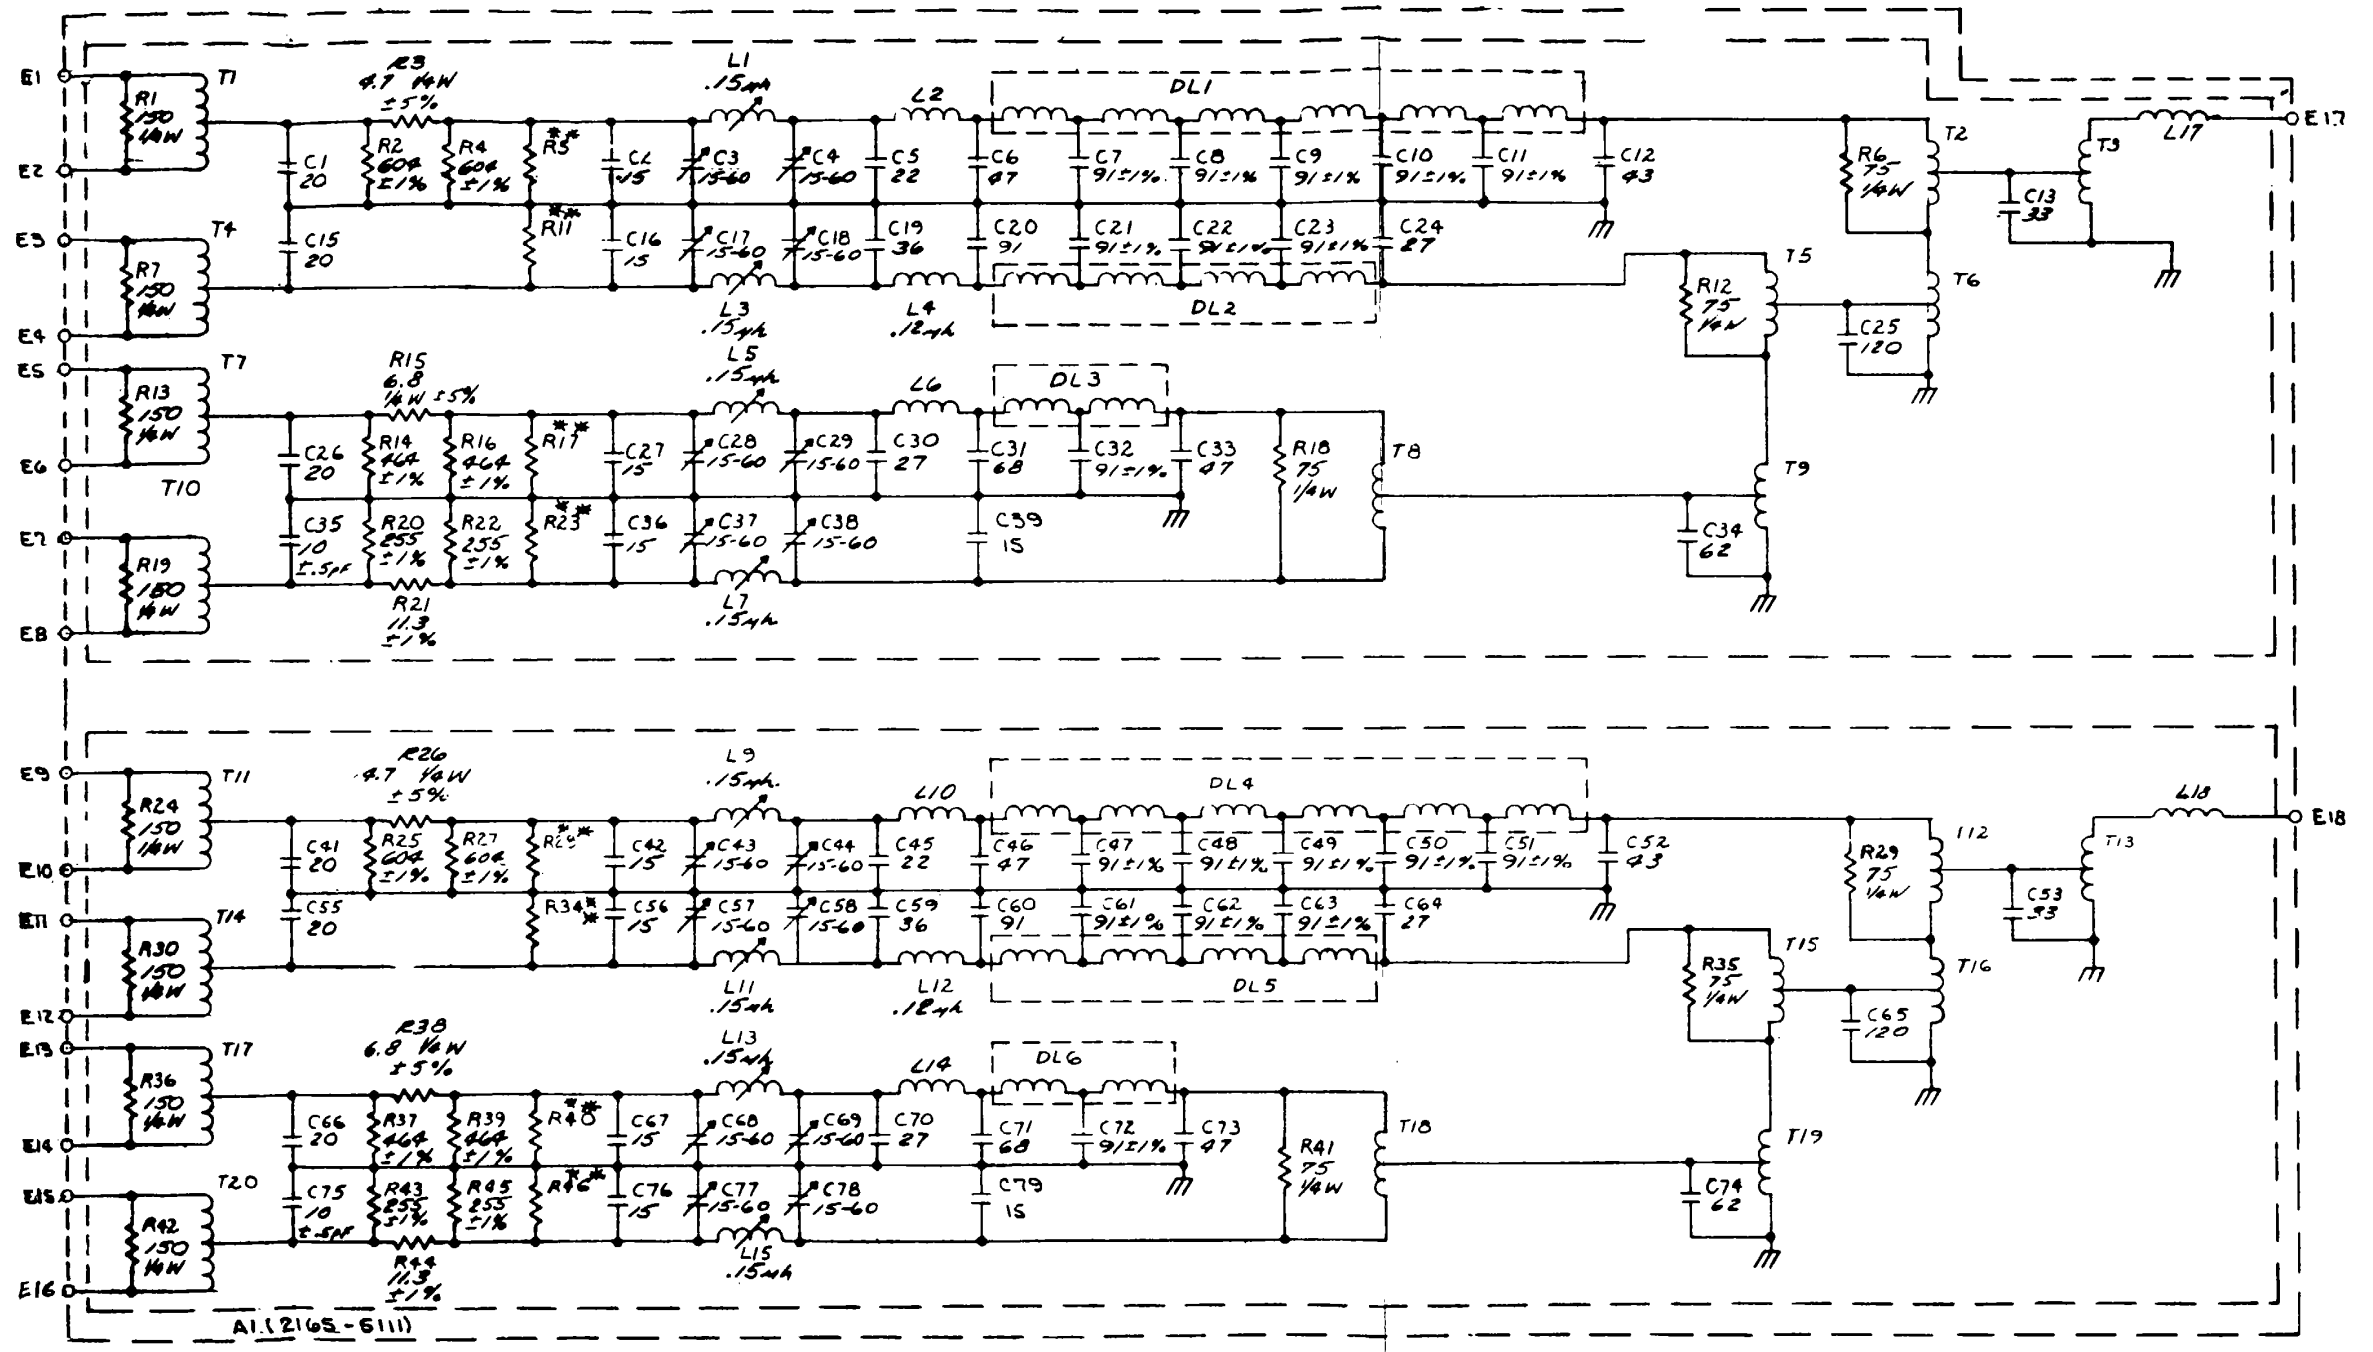 E1
R1
150
1/4W
T1
R3
4.7 1/4W
±5%
L1
.15μh
L2
DL1
E17
L17
T2
T3
C1
20
R2
604
±1%
R4
604
±1%
R5**
15
C3
15-60
C4
15-60
C5
22
C6
47
C7
91±1%
C8
91±1%
C9
91±1%
C10
91±1%
C11
91±1%
C12
43
R6
75
1/4W
C13
33
E2
E3
T4
C15
20
R11**
C16
15
C17
15-60
C18
15-60
C19
36
C20
91
C21
91±1%
C22
91±1%
C23
91±1%
C24
27
R7
150
1/4W
L3
.15μh
L4
.12μh
DL2
R12
75
1/4W
T5
T6
C25
120
E4
E5
T7
R13
150
1/4W
R15
6.8
1/4W ±5%
L5
.15μh
L6
DL3
E6
T10
C26
20
R14
464
±1%
R16
464
±1%
R17**
C27
15
C28
15-60
C29
15-60
C30
27
C31
68
C32
91±1%
C33
47
R18
75
1/4W
T8
T9
E7
C35
10
±.5pF
R20
255
±1%
R22
255
±1%
R23**
C36
15
C37
15-60
C38
15-60
C39
15
C34
62
R19
150
1/4W
R21
11.3
±1%
L7
.15μh
E8
E9
T11
R24
150
1/4W
R26
4.7 1/4W
±5%
L9
.15μh.
L10
DL4
L18
E18
E10
C41
20
R25
604
±1%
R27
604
±1%
**
C42
15
C43
15-60
C44
15-60
C45
22
C46
47
C47
91±1%
C48
91±1%
C49
91±1%
C50
91±1%
C51
91±1%
C52
43
R29
75
1/4W
T13
C53
33
E11
T14
C55
20
R34**
C56
15
C57
15-60
C58
15-60
C59
36
C60
91
C61
91±1%
C62
91±1%
C63
91±1%
C64
27
R30
150
1/4W
L11
.15μh
L12
DL5
R35
75
1/4W
T15
T16
C65
120
E12
E13
T17
R36
150
1/4W
R38
6.8 1/4W
±5%
L13
.15μh
L14
DL6
E14
C66
20
R37
464
±1%
R39
464
±1%
R40**
C67
15
C68
15-60
C69
15-60
C70
27
C71
68
C72
91±1%
C73
47
R41
75
1/4W
T18
T19
E15
T20
C75
10
±.5pF
R43
255
±1%
R45
255
±1%
R46**
C76
15
C77
15-60
C78
15-60
C79
15
C74
62
R42
150
1/4W
R44
11.3
±1%
L15
.15μh
E16
A1.(2165-5111)